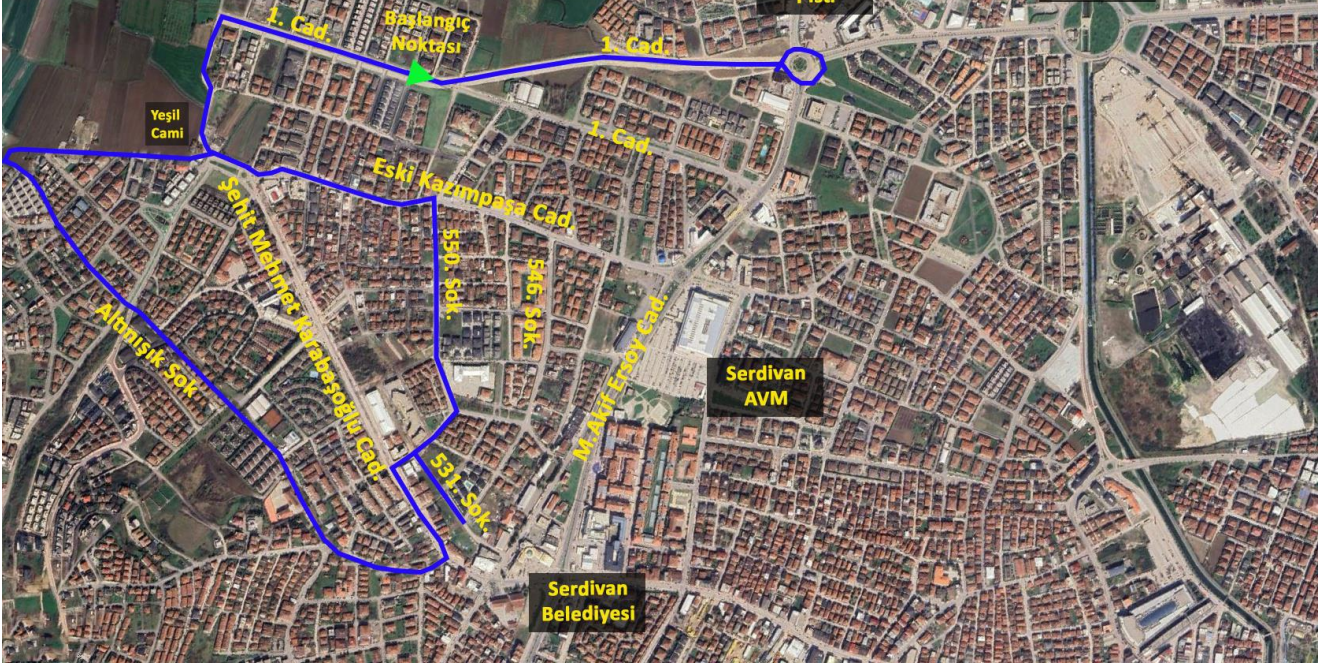 1. Cad.
Başlangıç
Noktası
1. Cad.
1. Cad.
Yeşil
Cami
Eski Kazımpaşa Cad.
Şehit Mehmet Karabaşoğlu Cad.
550. Sok.
546. Sok.
Altınışık Sok
M.Akif Ersoy Cad.
Serdivan
AVM
531. Sok.
Serdivan
Belediyesi